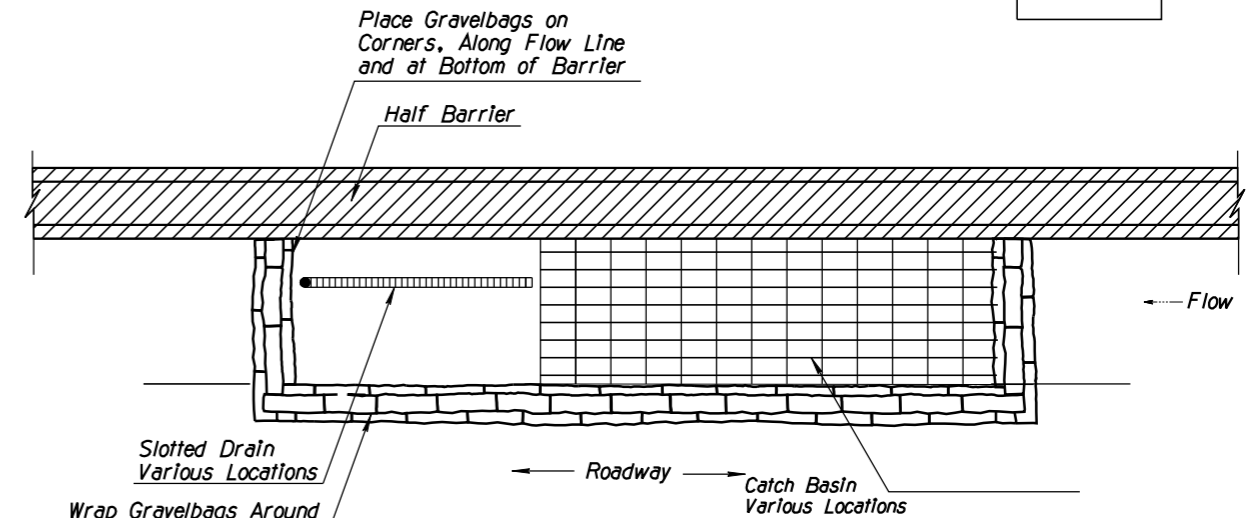 Place Gravelbags on
Corners, Along Flow Line
and at Bottom of Barrier
Half Barrier
Flow
Slotted Drain
Various Locations
Roadway
Catch Basin
Various Locations
Wrap Gravelbags Around